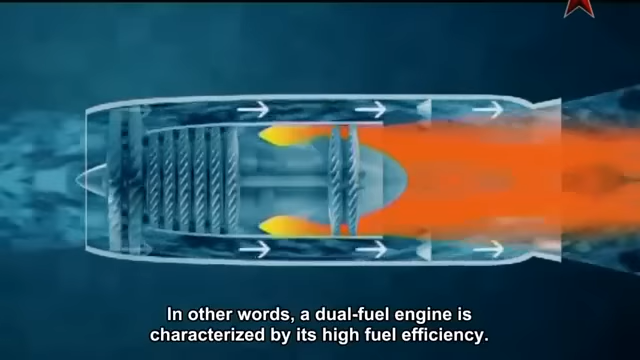 In other words, a dual-fuel engine is
characterized by its high fuel efficiency.